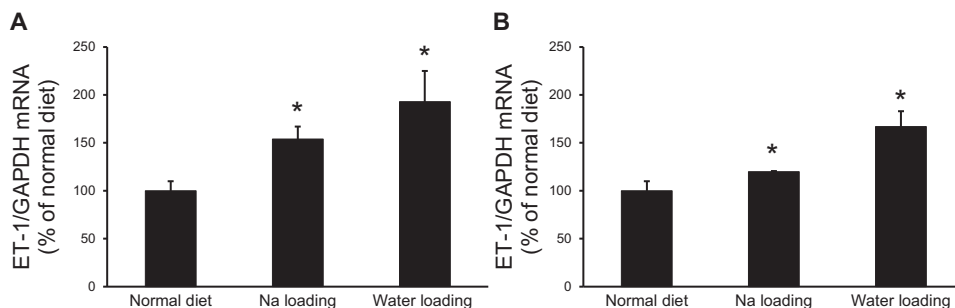 A
ET-1/GAPDH mRNA
(% of normal diet)
250
200
150
100
50
0
*
*
Normal diet
Na loading
Water loading
B
ET-1/GAPDH mRNA
(% of normal diet)
250
200
150
100
50
0
*
*
Normal diet
Na loading
Water loading